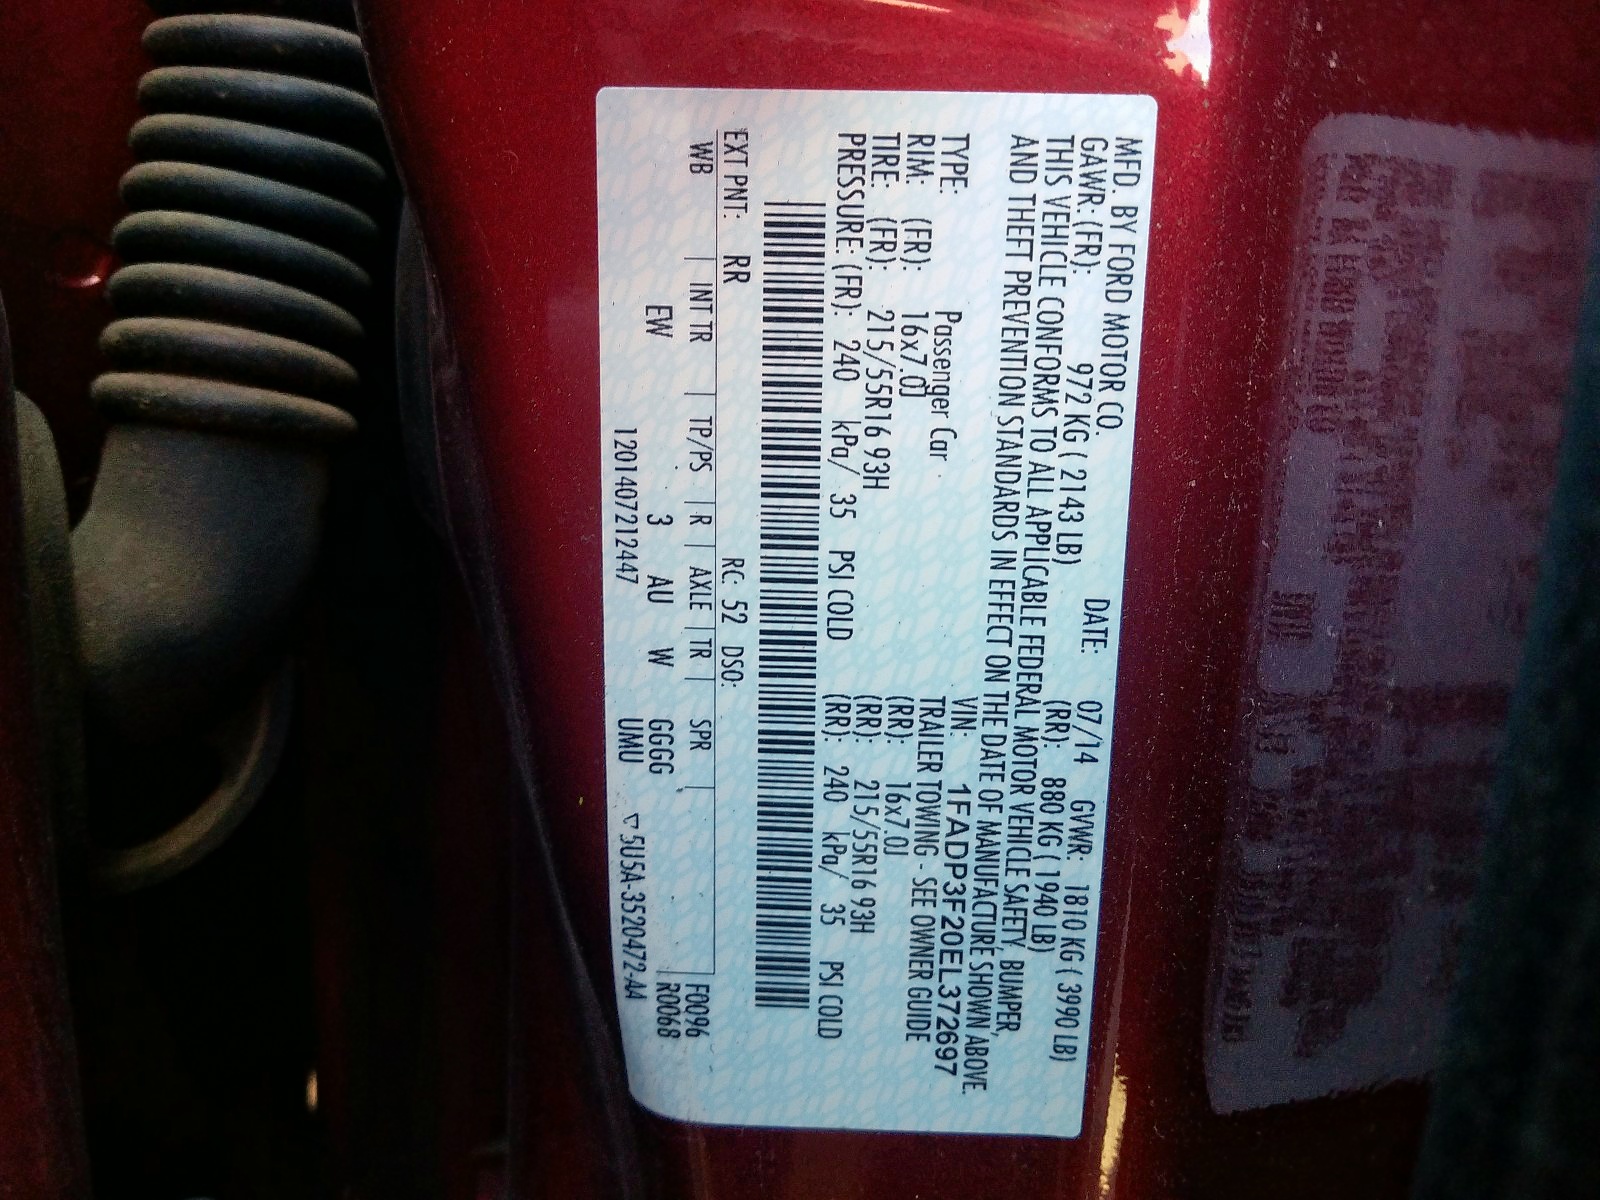 MFD. BY FORD MOTOR CO. DATE: 07/14 GVWR: 1810 KG ( 3990 LB)
GAWR: (FR): 972 KG ( 2143 LB) (RR): 880 KG ( 1940 LB)
THIS VEHICLE CONFORMS TO ALL APPLICABLE FEDERAL MOTOR VEHICLE SAFETY, BUMPER,
AND THEFT PREVENTION STANDARDS IN EFFECT ON THE DATE OF MANUFACTURE SHOWN ABOVE.
VIN: 1FADP3F20EL372697
TYPE: Passenger Car TRAILER TOWING - SEE OWNER GUIDE
RIM: (FR): 16x7.0J (RR): 16x7.0J
TIRE: (FR): 215/55R16 93H (RR): 215/55R16 93H
PRESSURE: (FR): 240 kPa/ 35 PSI COLD (RR): 240 kPa/ 35 PSI COLD
EXT PNT: RR RC: 52 DSO:
WB | INT TR | TP/PS | R | AXLE | TR | SPR | F0096
EW 3 AU W GGGG R0068
1201407212447 UMU ▽ 5U5A-3520472-AA